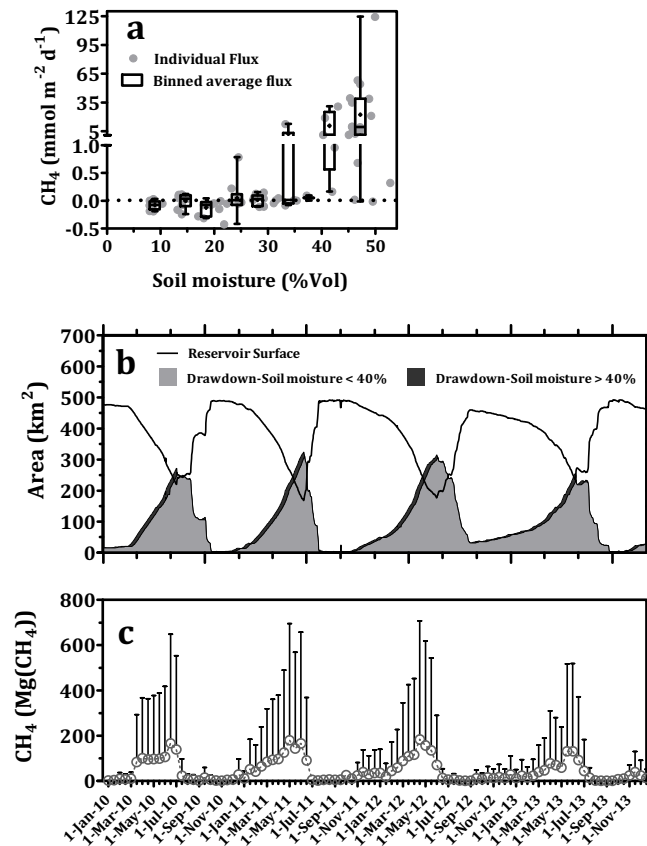 a
Individual Flux
Binned average flux
CH₄ (mmol m⁻² d⁻¹)
125
95
65
35
5
1.0
0.5
0.0
-0.5
0 10 20 30 40 50
Soil moisture (%Vol)
b
Reservoir Surface
Drawdown-Soil moisture < 40% Drawdown-Soil moisture > 40%
Area (km²)
700
600
500
400
300
200
100
0
c
CH₄ (Mg(CH₄))
800
600
400
200
0
1-Jan-10 1-Mar-10 1-May-10 1-Jul-10 1-Sep-10 1-Nov-10 1-Jan-11 1-Mar-11 1-May-11 1-Jul-11 1-Sep-11 1-Nov-11 1-Jan-12 1-Mar-12 1-May-12 1-Jul-12 1-Sep-12 1-Nov-12 1-Jan-13 1-Mar-13 1-May-13 1-Jul-13 1-Sep-13 1-Nov-13